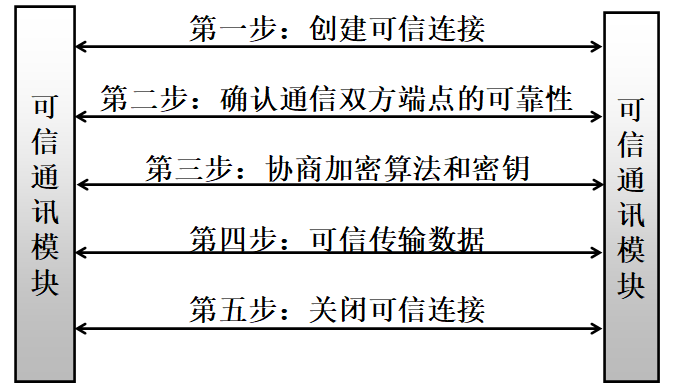 可信通讯模块
第一步：创建可信连接
第二步：确认通信双方端点的可靠性
第三步：协商加密算法和密钥
第四步：可信传输数据
第五步：关闭可信连接
可信通讯模块